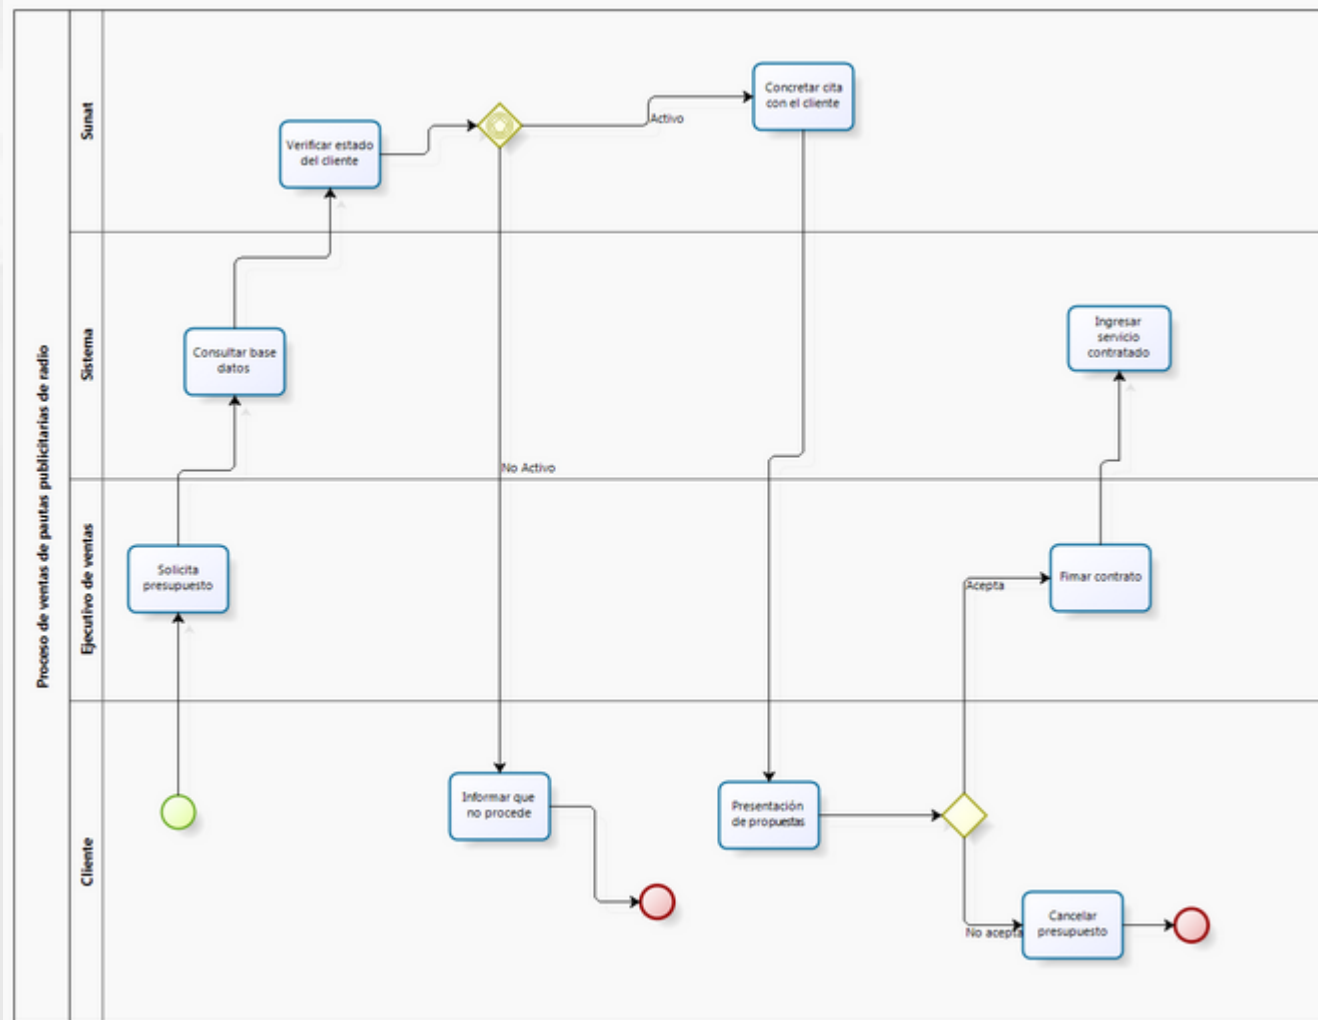 Proceso de ventas de pautas publicitarias de radio
Sunat
Verificar estado
del cliente
Activo
Concretar cita
con el cliente
Sistema
Consultar base
datos
No Activo
Ingresar
servicio
contratado
Ejecutivo de ventas
Solicita
presupuesto
Acepta
Fimar contrato
Cliente
Informar que
no procede
Presentación
de propuestas
No acepta
Cancelar
presupuesto